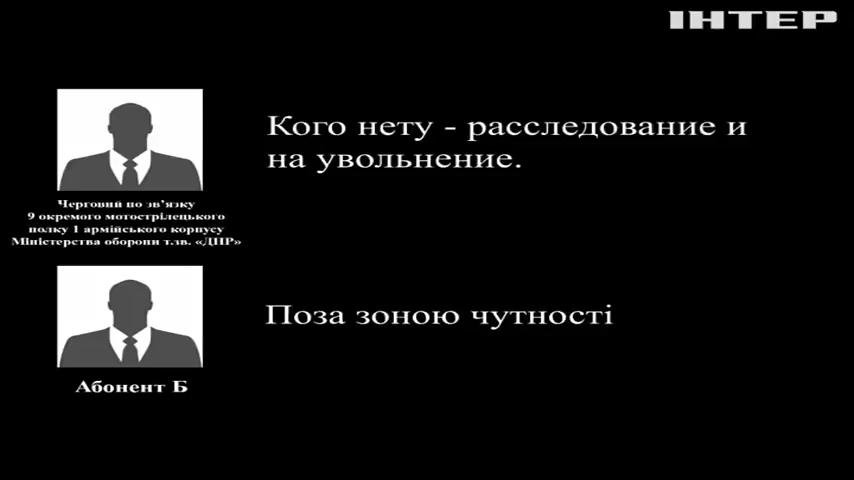 ІНТЕР
Кого нету - расследование и
на увольнение.
Черговий по зв'язку
9 окремого мотострілецького
полку 1 армійського корпусу
Міністерства оборони т.зв. «ДНР»
Поза зоною чутності
Абонент Б